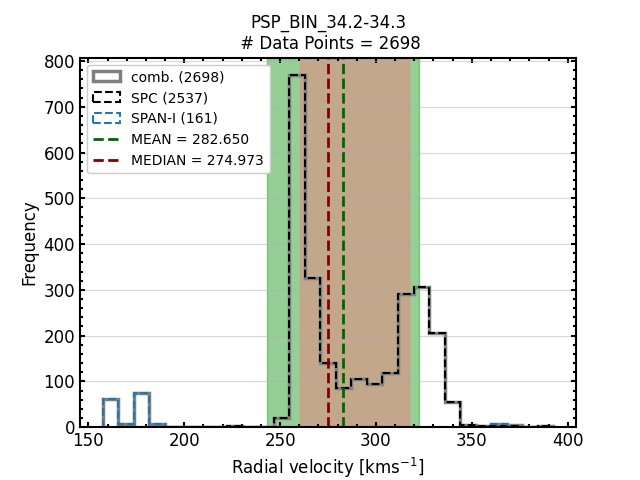 PSP_BIN_34.2-34.3
# Data Points = 2698
800
700
600
500
400
300
200
100
0
Frequency
comb. (2698)
SPC (2537)
SPAN-I (161)
MEAN = 282.650
MEDIAN = 274.973
150 200 250 300 350 400
Radial velocity [kms⁻¹]